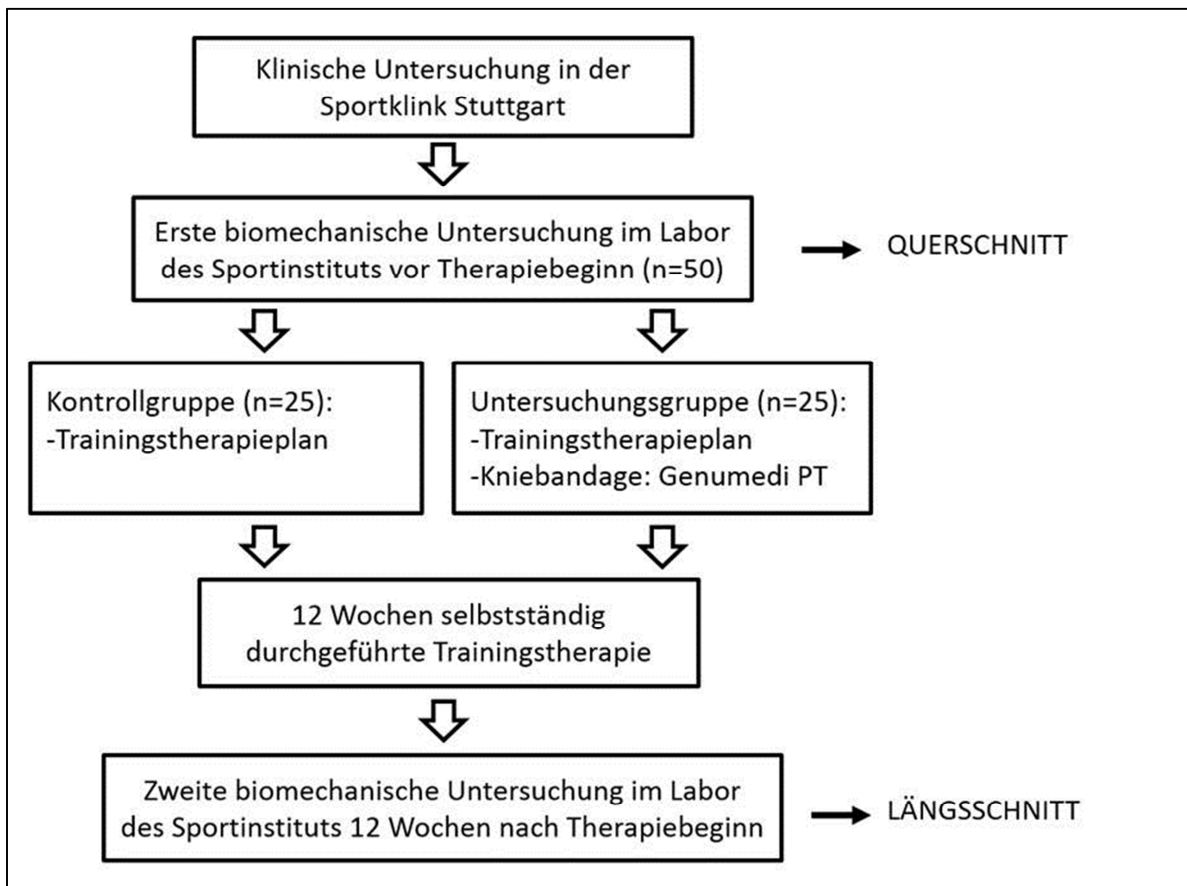 Klinische Untersuchung in der
Sportklink Stuttgart
Erste biomechanische Untersuchung im Labor
des Sportinstituts vor Therapiebeginn (n=50)
QUERSCHNITT
Kontrollgruppe (n=25):
-Trainingstherapieplan
Untersuchungsgruppe (n=25):
-Trainingstherapieplan
-Kniebandage: Genumedi PT
12 Wochen selbstständig
durchgeführte Trainingstherapie
Zweite biomechanische Untersuchung im Labor
des Sportinstituts 12 Wochen nach Therapiebeginn
LÄNGSSCHNITT